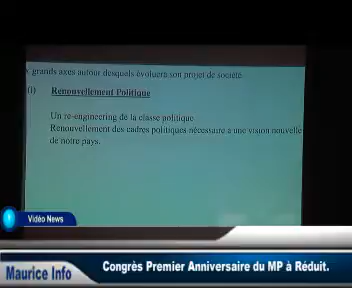 grands axes autour desquels évoluera son projet de société
Renouvellement Politique
Un re-engineering de la classe politique
Renouvellement des cadres politiques nécessaire a une vision nouvelle
de notre pays.
Vidéo News
Congrès Premier Anniversaire du MP à Réduit.
Maurice Info